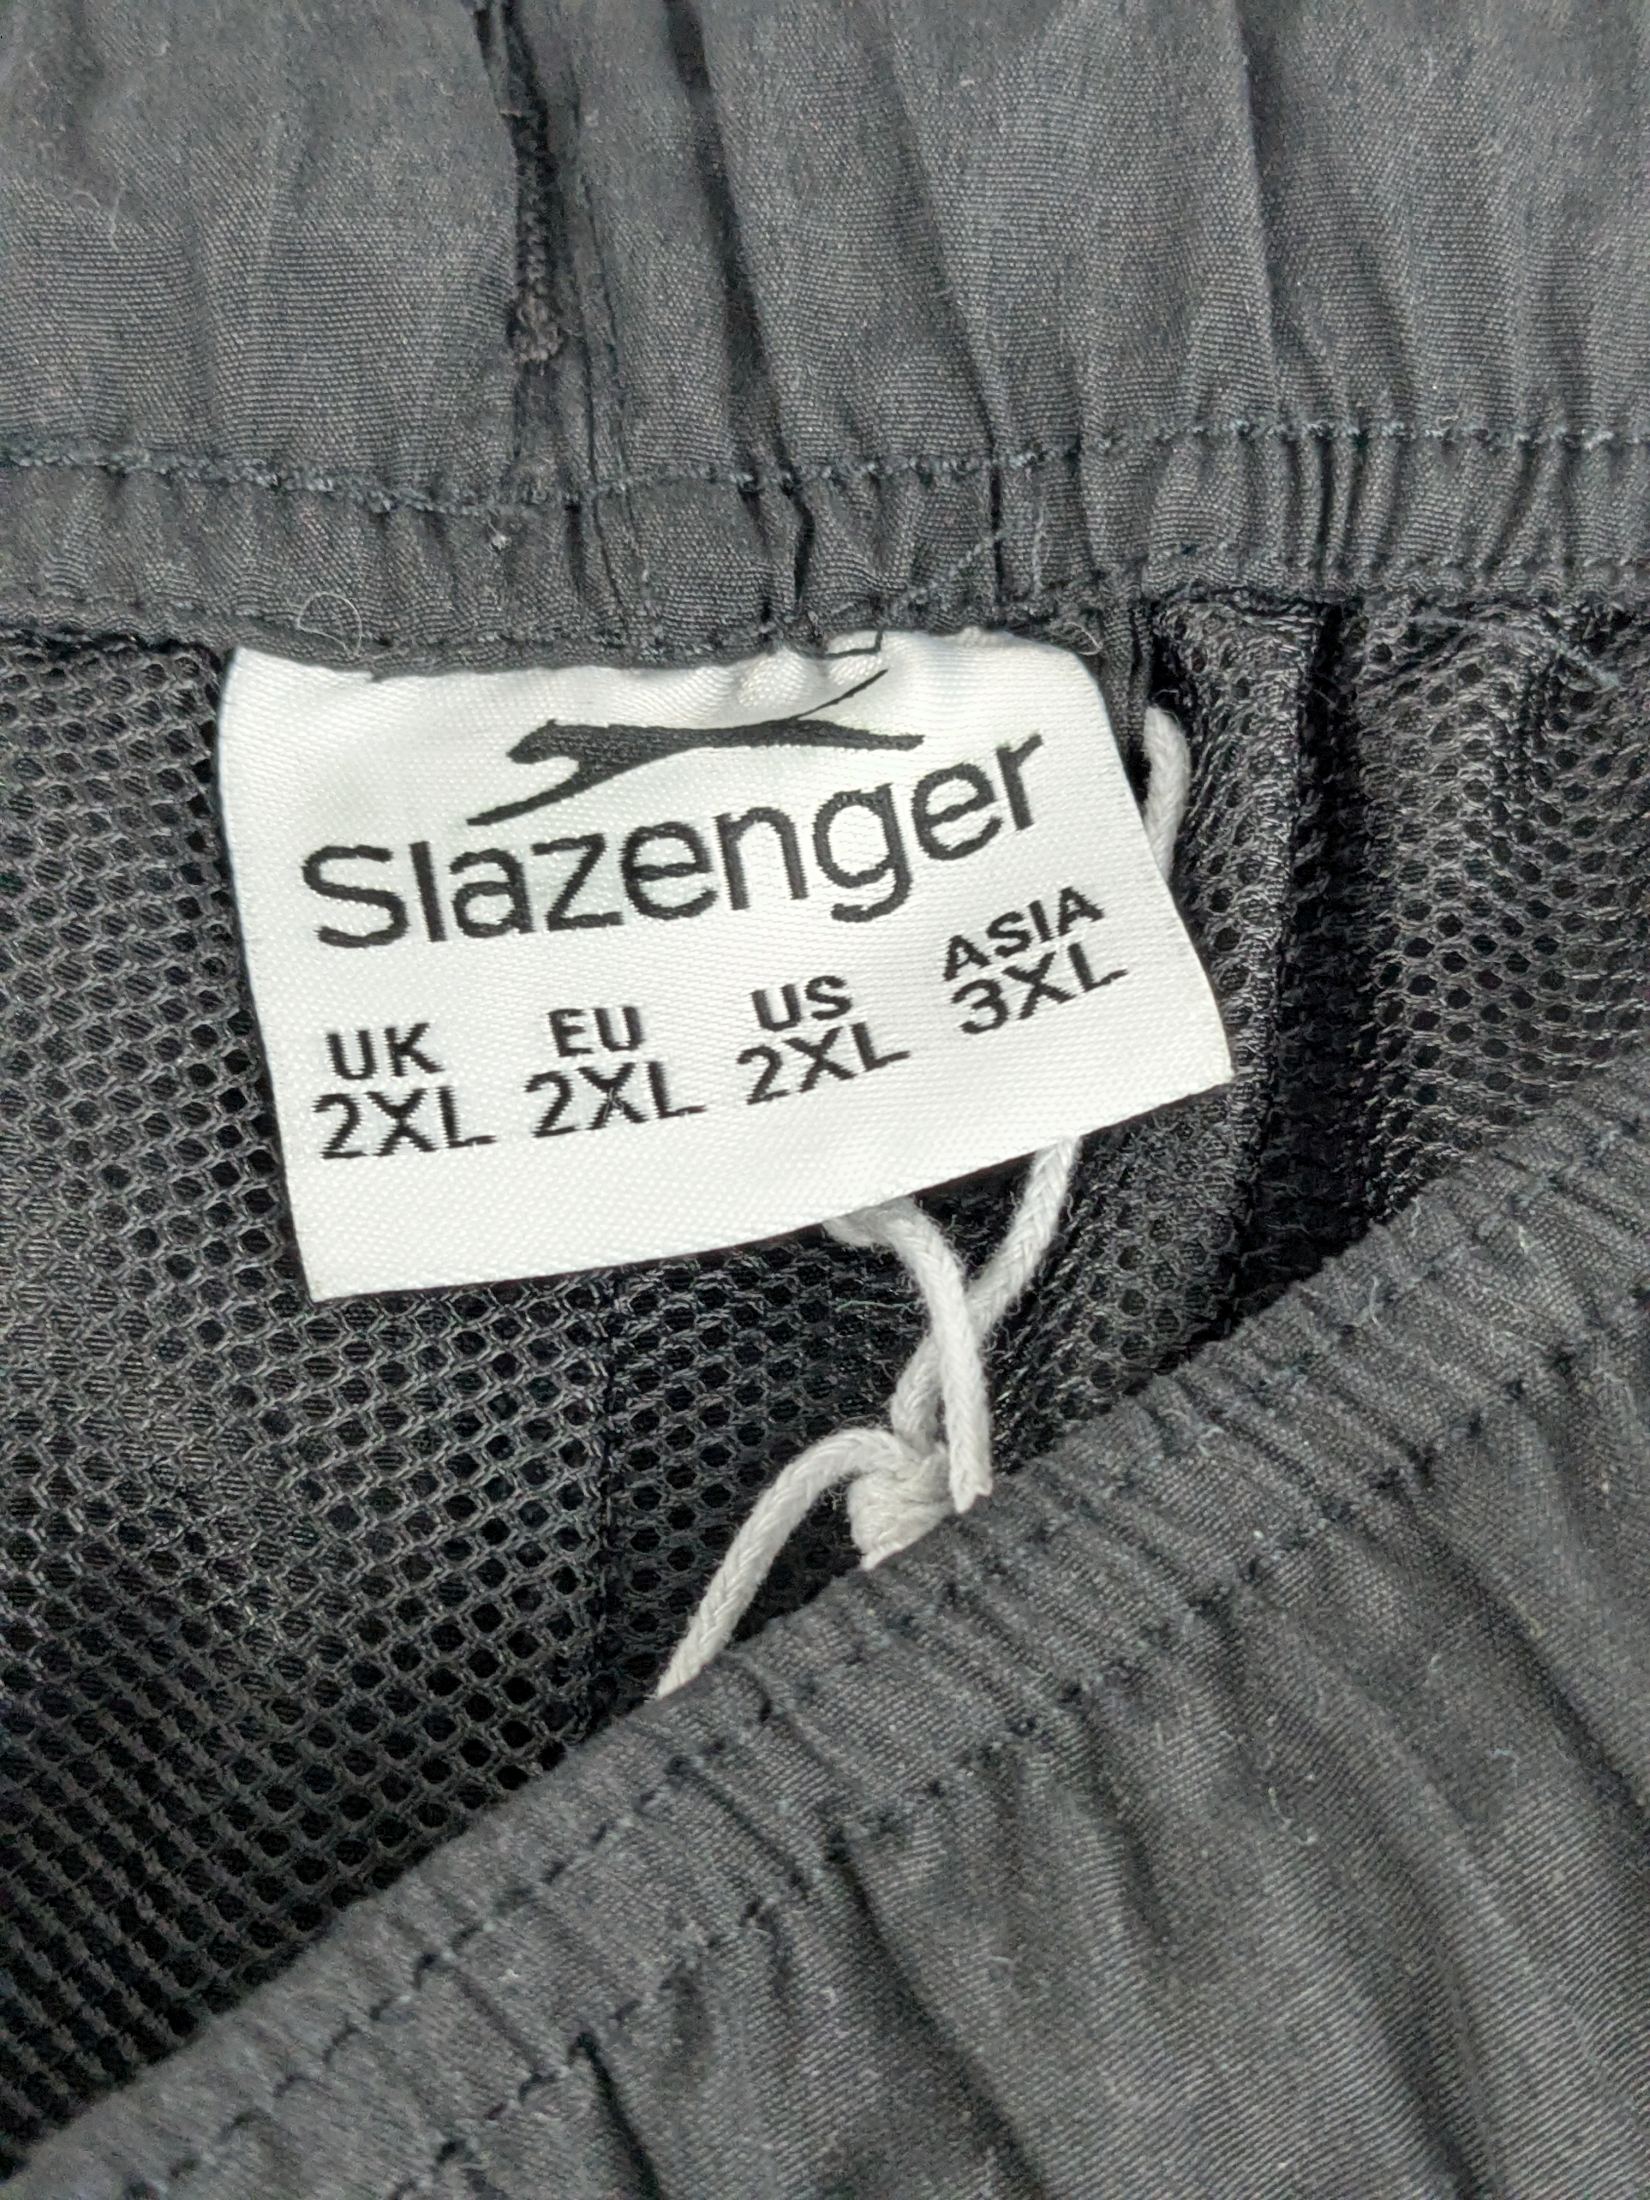 Slazenger
UK EU US ASIA
2XL 2XL 2XL 3XL